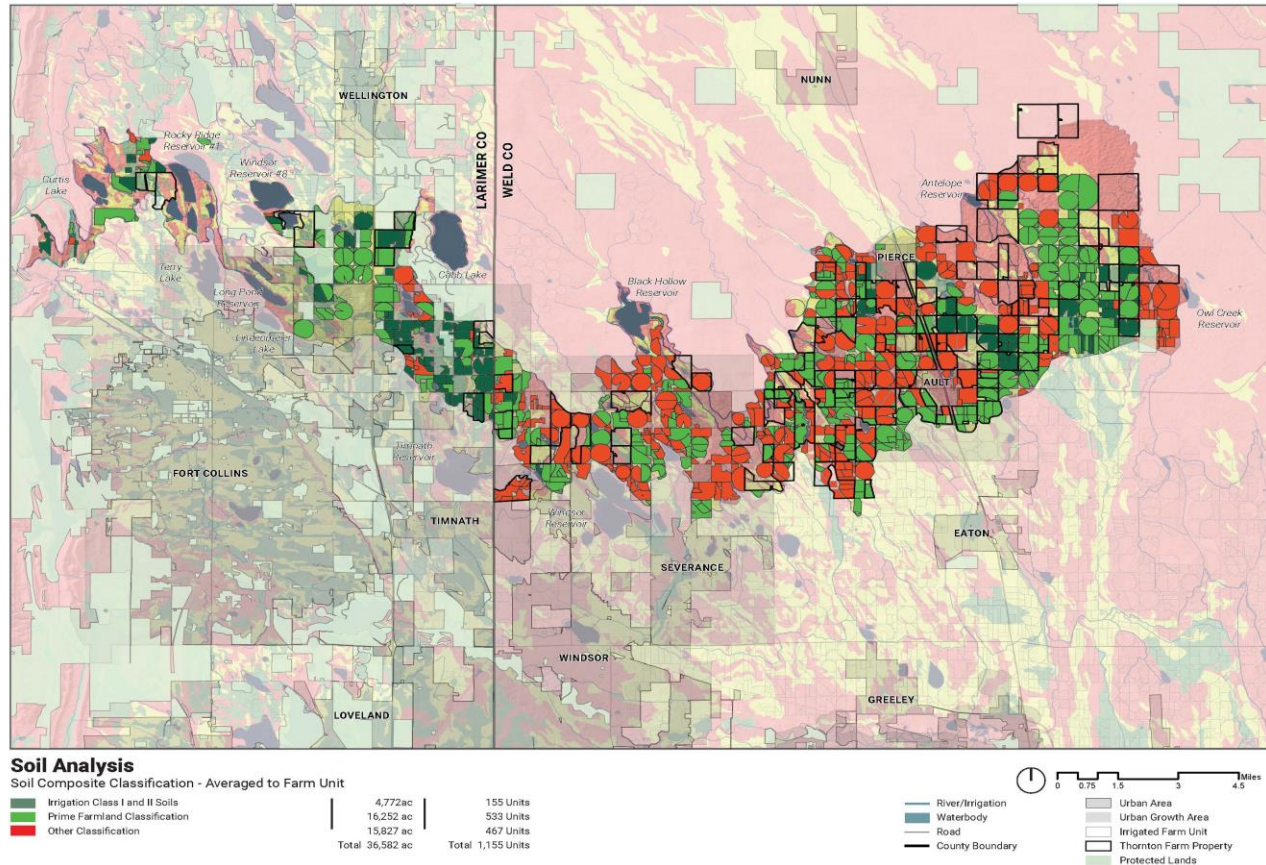 WELLINGTON
NUNN
LARIMER CO
WELD CO
Rocky Ridge
Reservoir #1
Windsor
Reservoir #8
Curtis
Lake
Antelope
Reservoir
PIERCE
Terry
Lake
Cobb Lake
Long Pond
Reservoir
Black Hollow
Reservoir
Owl Creek
Reservoir
Lindenmeier
Lake
AULT
Timnath
Reservoir
FORT COLLINS
Windsor
Reservoir
TIMNATH
EATON
SEVERANCE
WINDSOR
GREELEY
LOVELAND
Soil Analysis
Soil Composite Classification - Averaged to Farm Unit
Irrigation Class I and II Soils 4,772ac 155 Units
Prime Farmland Classification 16,252 ac 533 Units
Other Classification 15,827 ac 467 Units
Total 36,582 ac Total 1,155 Units
0 0.75 1.5 3 4.5 Miles
River/Irrigation
Waterbody
Road
County Boundary
Urban Area
Urban Growth Area
Irrigated Farm Unit
Thornton Farm Property
Protected Lands